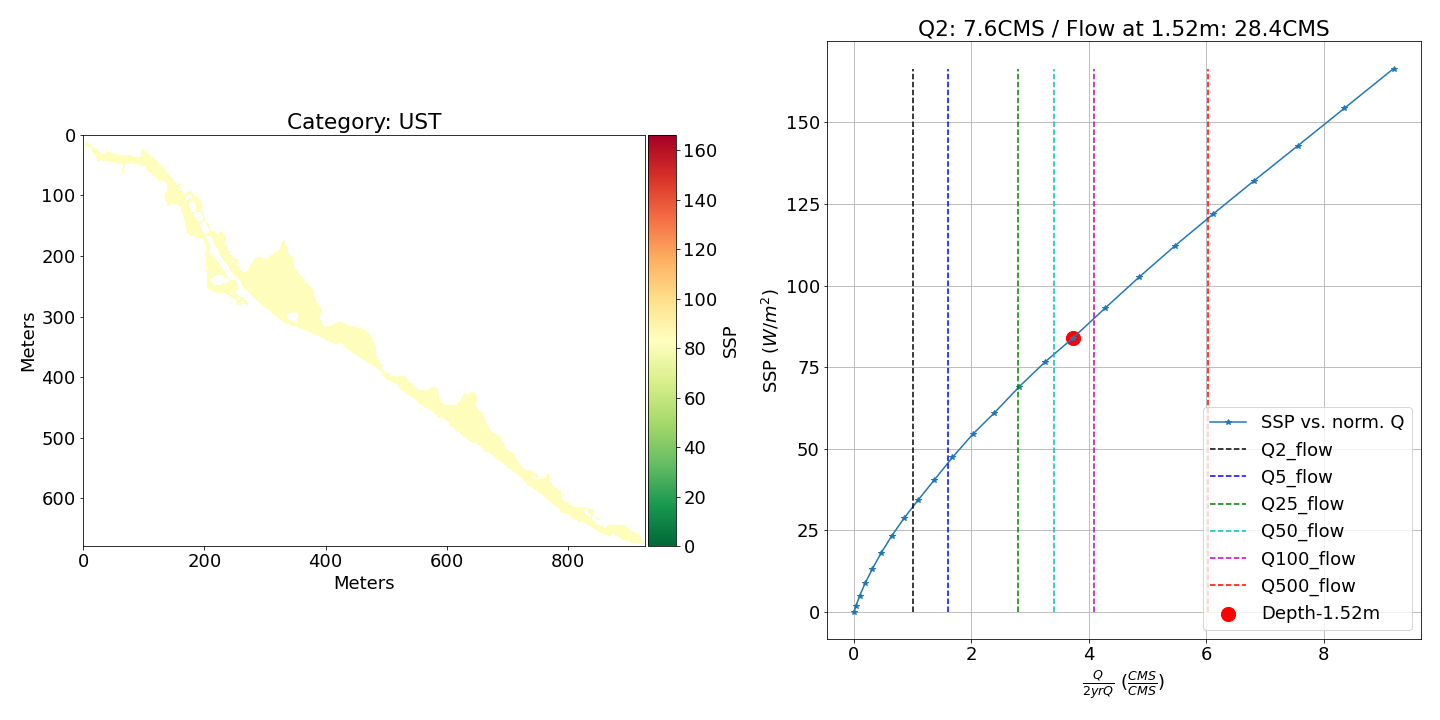 Category: UST
0
100
200
300
400
500
600
Meters
0
200
400
600
800
Meters
160
140
120
100
80
60
40
20
0
SSP
Q2: 7.6CMS / Flow at 1.52m: 28.4CMS
150
125
100
75
50
25
0
SSP (W/m²)
0
2
4
6
8
Q/2yrQ (CMS/CMS)
SSP vs. norm. Q
Q2_flow
Q5_flow
Q25_flow
Q50_flow
Q100_flow
Q500_flow
Depth-1.52m